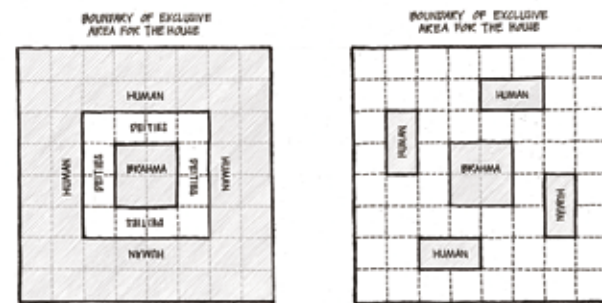 BOUNDARY OF EXCLUSIVE
AREA FOR THE HOUSE
HUMAN
DEITIES
HUMAN
DEITIES
BRAHMA
DEITIES
HUMAN
DEITIES
HUMAN
BOUNDARY OF EXCLUSIVE
AREA FOR THE HOUSE
HUMAN
HUMAN
BRAHMA
HUMAN
HUMAN